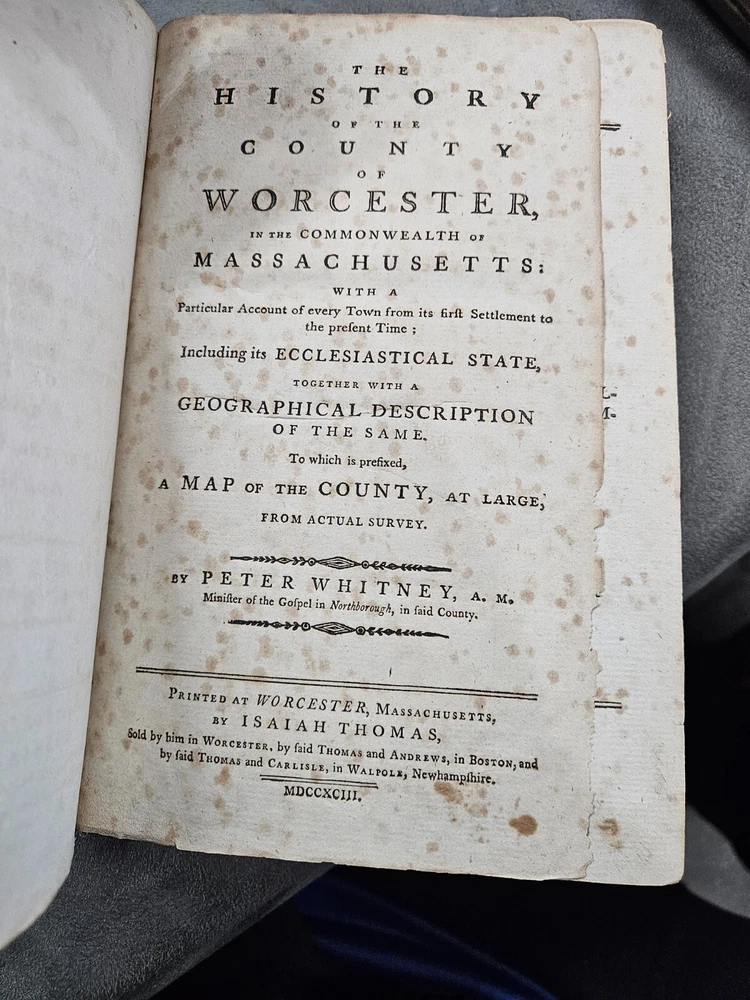 THE
HISTORY
OF THE
COUNTY
OF
WORCESTER,
IN THE COMMONWEALTH OF
MASSACHUSETTS:
WITH A
Particular Account of every Town from its firſt Settlement to
the preſent Time;
Including its ECCLESIASTICAL STATE,
TOGETHER WITH A
GEOGRAPHICAL DESCRIPTION
OF THE SAME.
To which is prefixed,
A MAP OF THE COUNTY, AT LARGE,
FROM ACTUAL SURVEY.
BY PETER WHITNEY, A. M.
Miniſter of the Goſpel in Northborough, in ſaid County.
PRINTED AT WORCESTER, MASSACHUSETTS,
BY ISAIAH THOMAS,
Sold by him in WORCESTER, by ſaid THOMAS and ANDREWS, in BOSTON, and
by ſaid THOMAS and CARLISLE, in WALPOLE, Newhampſhire.
MDCCXCIII.
L-
M-